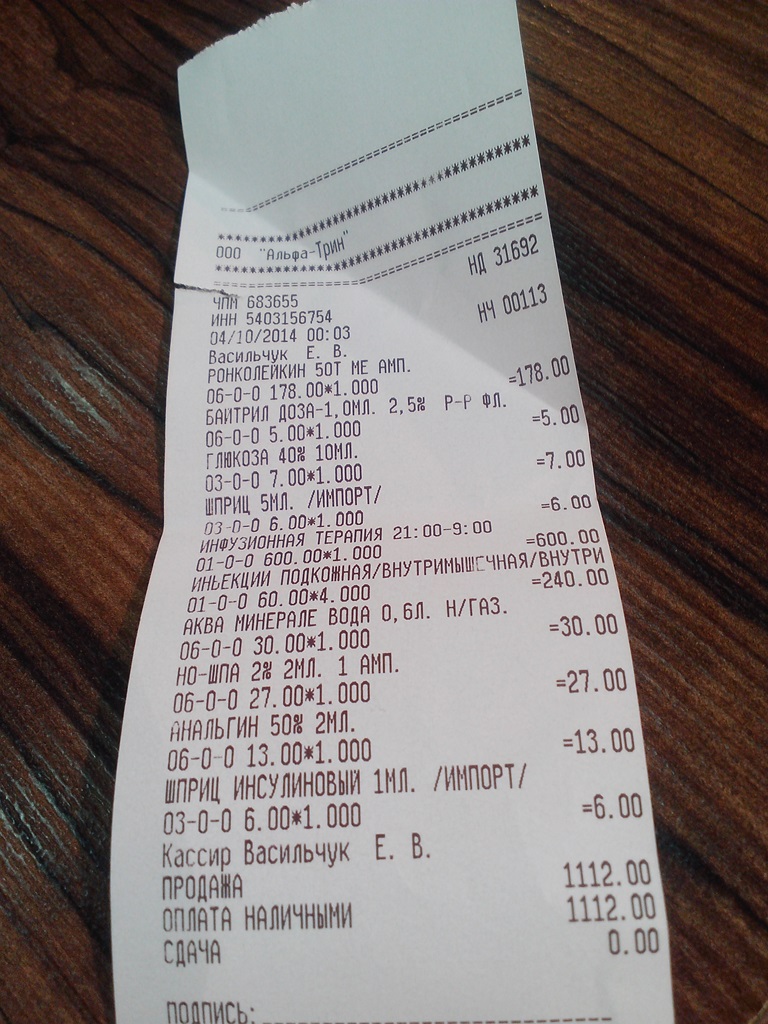 ООО "Альфа-Трин"
НД 31692
ЧПМ 683655
НЧ 00113
ИНН 5403156754
04/10/2014 00:03
Васильчук Е. В.
РОНКОЛЕЙКИН 50Т МЕ АМП.
06-0-0 178.00*1.000 =178.00
БАИТРИЛ ДОЗА-1,0МЛ. 2,5% Р-Р ФЛ.
06-0-0 5.00*1.000 =5.00
ГЛЮКОЗА 40% 10МЛ.
03-0-0 7.00*1.000 =7.00
ШПРИЦ 5МЛ. /ИМПОРТ/
03-0-0 6.00*1.000 =6.00
ИНФУЗИОННАЯ ТЕРАПИЯ 21:00-9:00
01-0-0 600.00*1.000 =600.00
ИНЬЕКЦИИ ПОДКОЖНАЯ/ВНУТРИМЫШЕЧНАЯ/ВНУТРИ
01-0-0 60.00*4.000 =240.00
АКВА МИНЕРАЛЕ ВОДА 0,6Л. Н/ГАЗ.
06-0-0 30.00*1.000 =30.00
НО-ШПА 2% 2МЛ. 1 АМП.
06-0-0 27.00*1.000 =27.00
АНАЛЬГИН 50% 2МЛ.
06-0-0 13.00*1.000 =13.00
ШПРИЦ ИНСУЛИНОВЫЙ 1МЛ. /ИМПОРТ/
03-0-0 6.00*1.000 =6.00
Кассир Васильчук Е. В.
ПРОДАЖА 1112.00
ОПЛАТА НАЛИЧНЫМИ 1112.00
СДАЧА 0.00
ПОДПИСЬ: